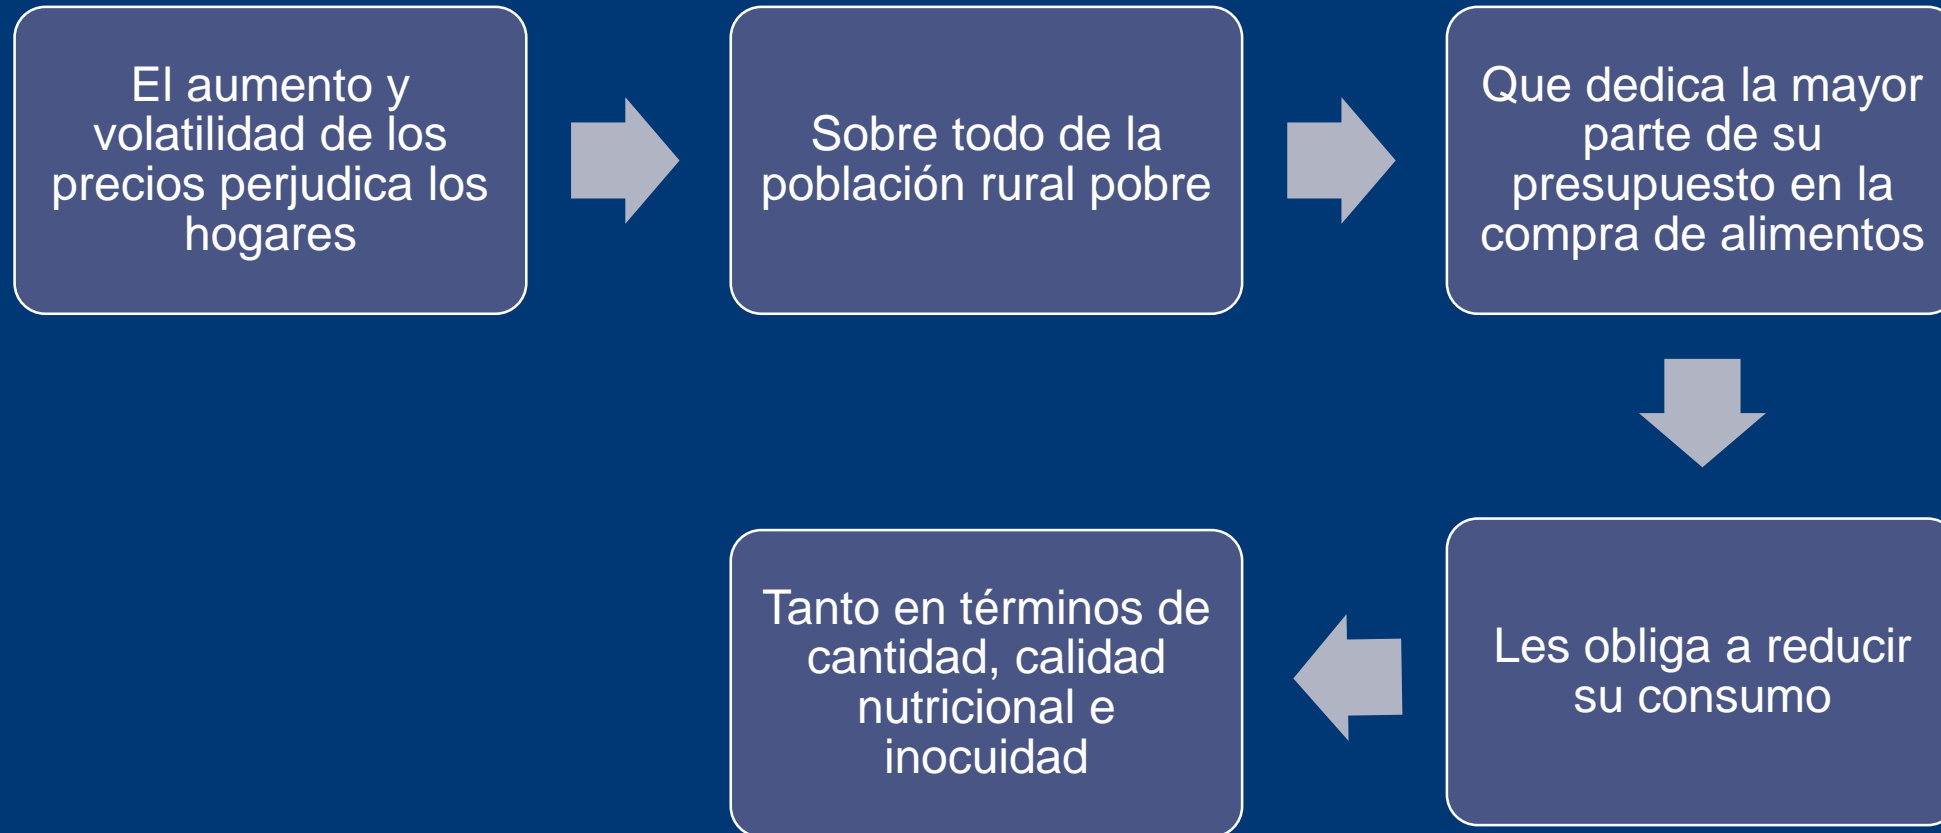 El aumento y
volatilidad de los
precios perjudica los
hogares
Sobre todo de la
población rural pobre
Que dedica la mayor
parte de su
presupuesto en la
compra de alimentos
Les obliga a reducir
su consumo
Tanto en términos de
cantidad, calidad
nutricional e
inocuidad